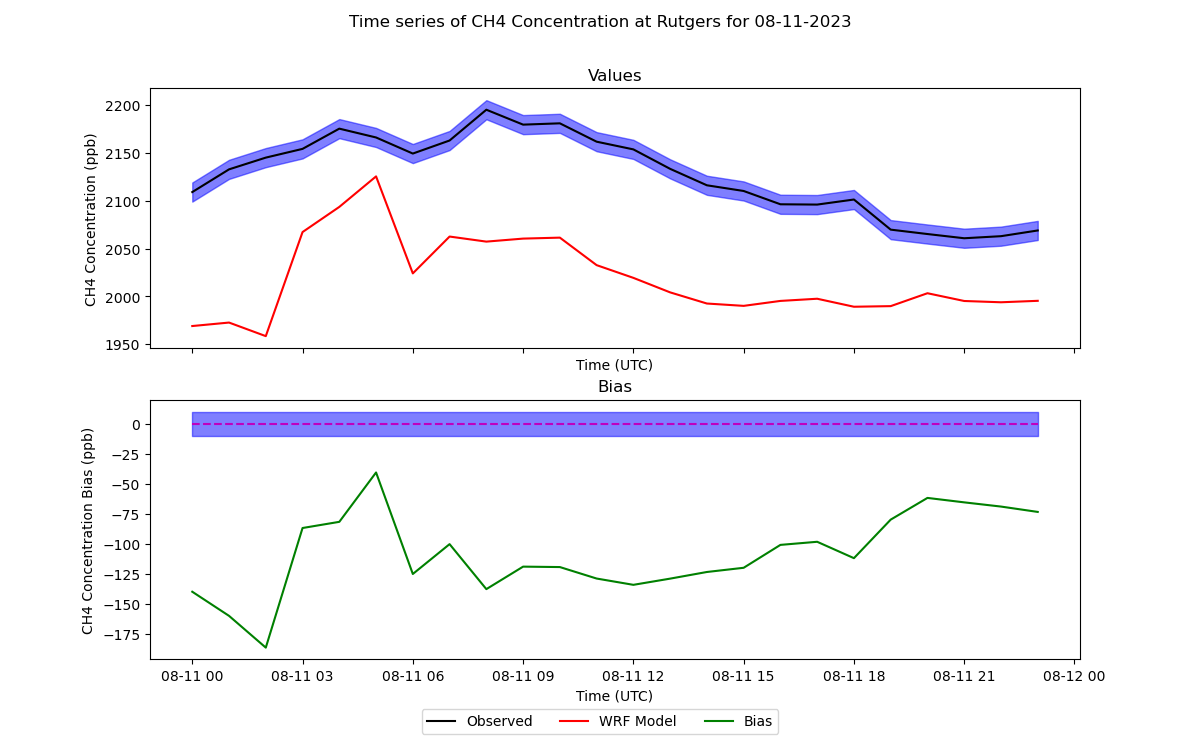 Time series of CH4 Concentration at Rutgers for 08-11-2023
Values
CH4 Concentration (ppb)
2200
2150
2100
2050
2000
1950
Time (UTC)
Bias
CH4 Concentration Bias (ppb)
0
−25
−50
−75
−100
−125
−150
−175
08-11 00 08-11 03 08-11 06 08-11 09 08-11 12 08-11 15 08-11 18 08-11 21 08-12 00
Time (UTC)
Observed WRF Model Bias